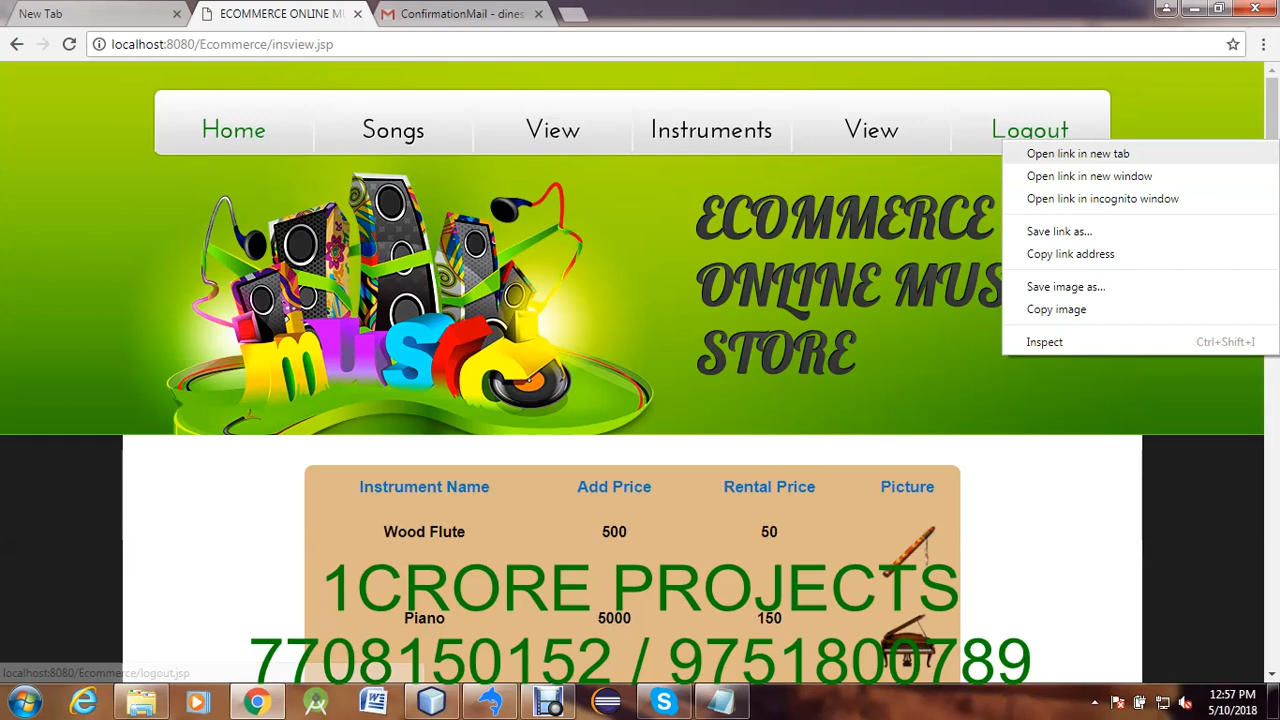 New Tab
ECOMMERCE ONLINE MU
ConfirmationMail - dines
localhost:8080/Ecommerce/insview.jsp
Home
Songs
View
Instruments
View
Logout
Open link in new tab
Open link in new window
Open link in incognito window
Save link as...
Copy link address
Save image as...
Copy image
Inspect Ctrl+Shift+I
music
ECOMMERCE
ONLINE MUS
STORE
Instrument Name Add Price Rental Price Picture
Wood Flute 500 50
1CRORE PROJECTS
Piano 5000 150
7708150152 / 9751800789
localhost:8080/Ecommerce/logout.jsp
12:57 PM
5/10/2018